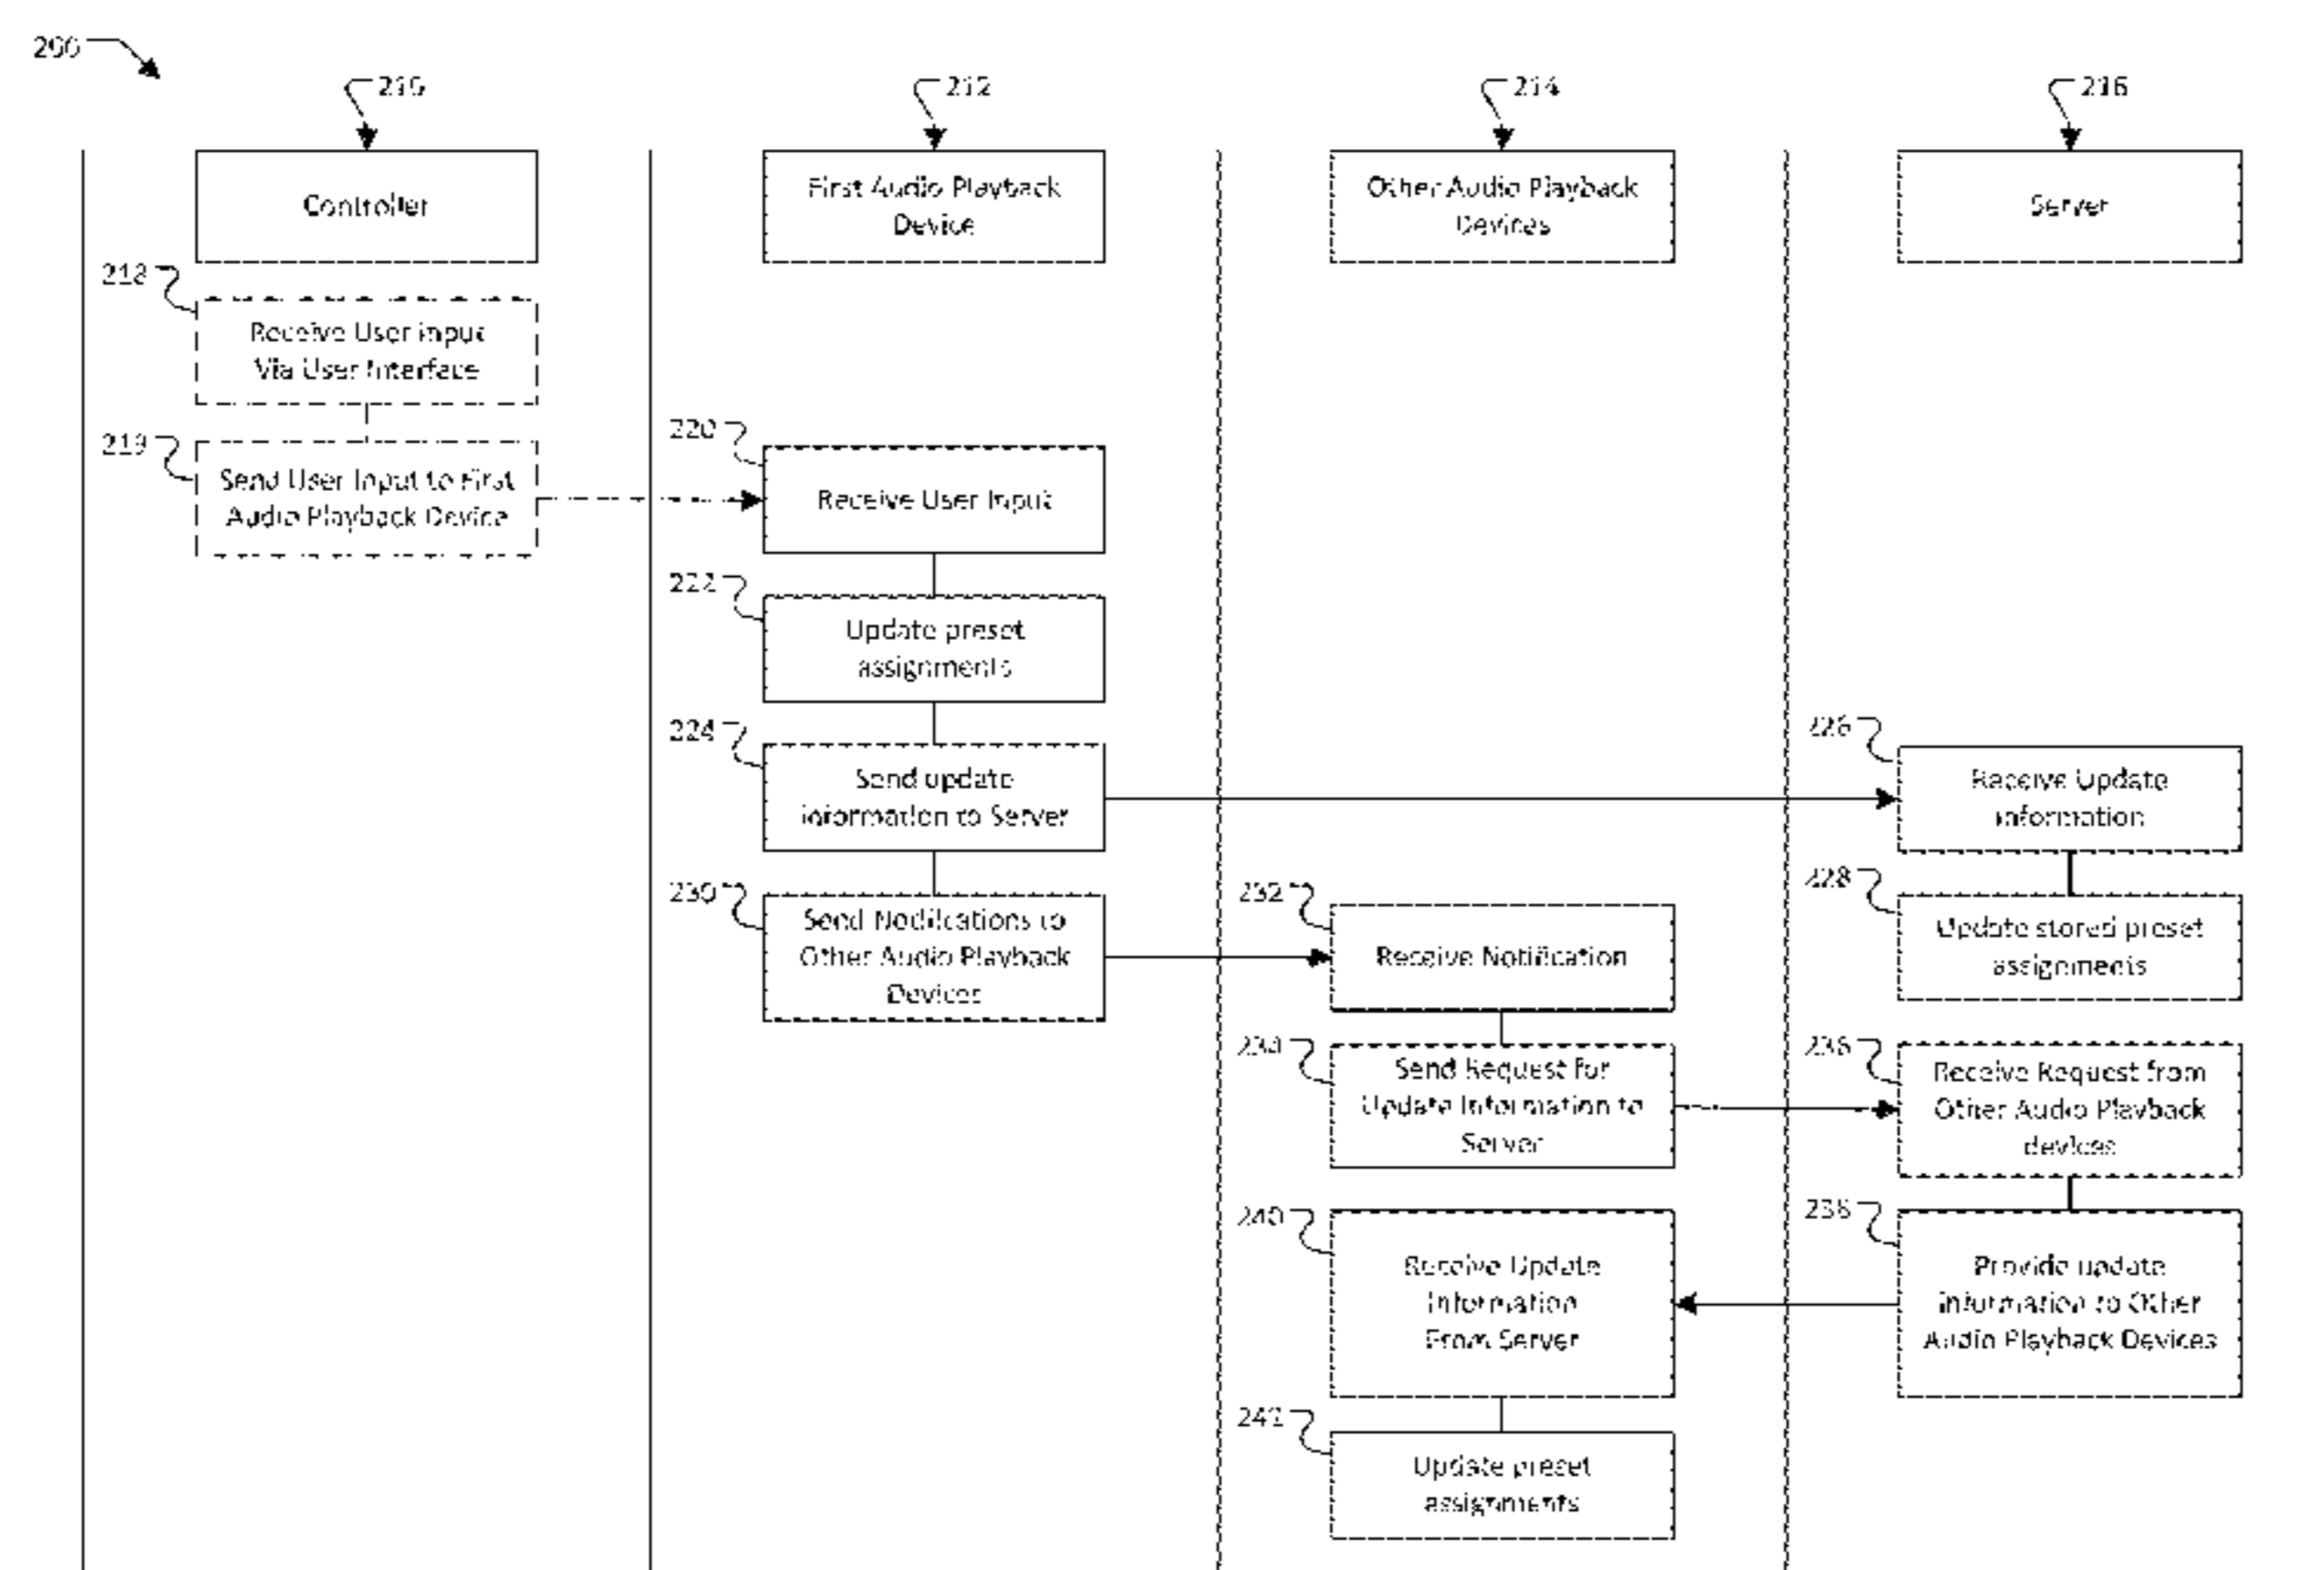 200
210
212
214
216
Controller
First Audio Playback
Device
Other Audio Playback
Devices
Server
218
Receive User input
Via User Interface
219
Send User Input to First
Audio Playback Device
220
Receive User Input
222
Update preset
assignments
224
Send update
information to Server
226
Receive Update
information
228
Update stored preset
assignments
230
Send Notifications to
Other Audio Playback
Devices
232
Receive Notification
234
Send Request for
Update Information to
Server
236
Receive Request from
Other Audio Playback
devices
238
Provide update
information to Other
Audio Playback Devices
240
Receive Update
Information
From Server
242
Update preset
assignments